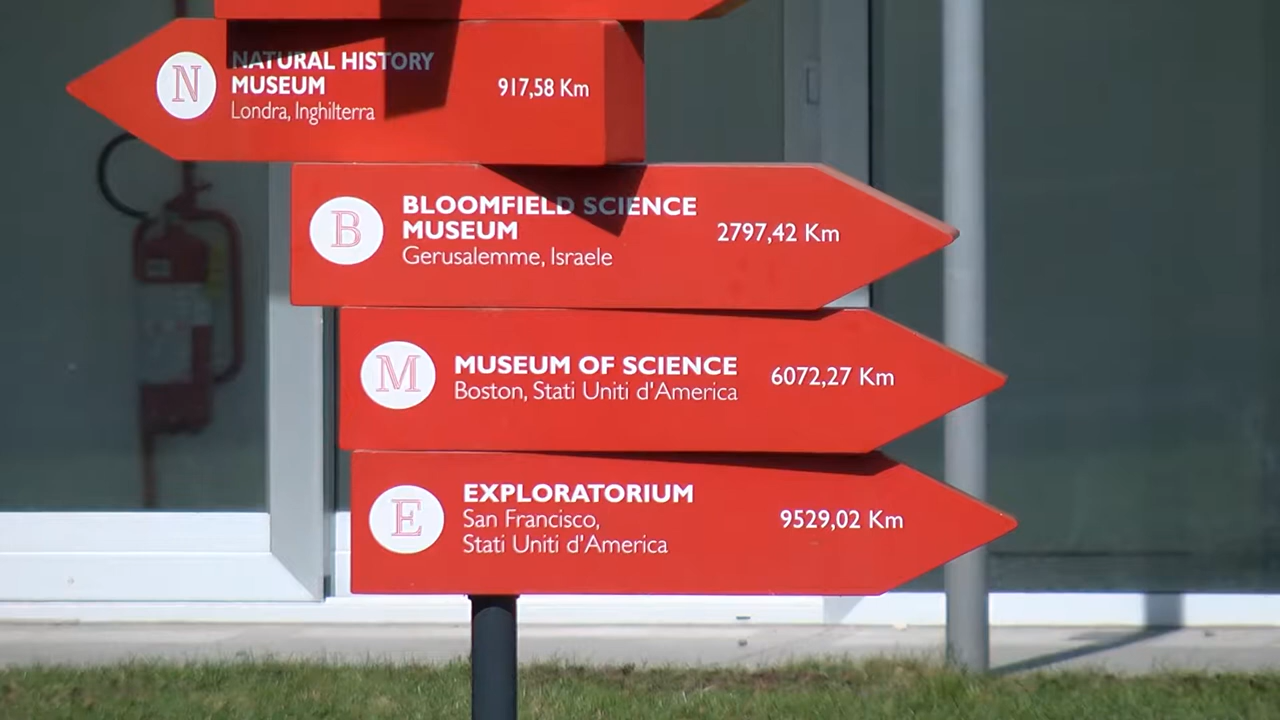 N
NATURAL HISTORY
MUSEUM
Londra, Inghilterra
917,58 Km
B
BLOOMFIELD SCIENCE
MUSEUM
Gerusalemme, Israele
2797,42 Km
M
MUSEUM OF SCIENCE
Boston, Stati Uniti d'America
6072,27 Km
E
EXPLORATORIUM
San Francisco,
Stati Uniti d'America
9529,02 Km